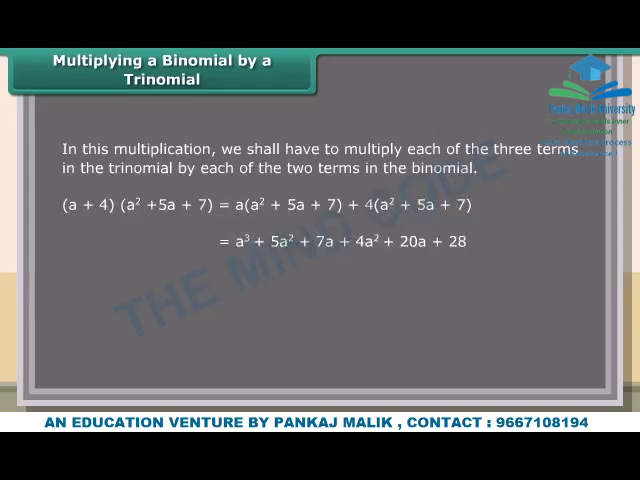 Multiplying a Binomial by a
Trinomial
In this multiplication, we shall have to multiply each of the three terms
in the trinomial by each of the two terms in the binomial.
(a + 4) (a² +5a + 7) = a(a² + 5a + 7) + 4(a² + 5a + 7)
= a³ + 5a² + 7a + 4a² + 20a + 28
THE MIND CODE
AN EDUCATION VENTURE BY PANKAJ MALIK , CONTACT : 9667108194